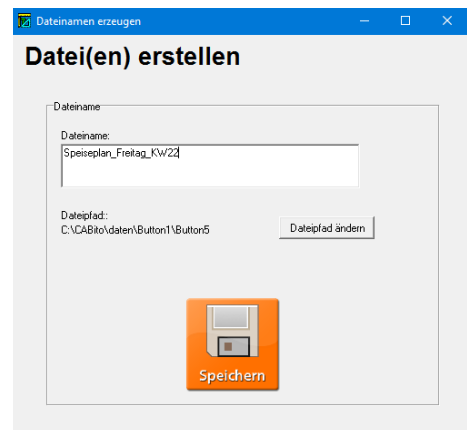 Dateinamen erzeugen
Datei(en) erstellen
Dateiname
Dateiname:
Speiseplan_Freitag_KW22
Dateipfad::
C:\CABito\daten\Button1\Button5
Dateipfad ändern
Speichern